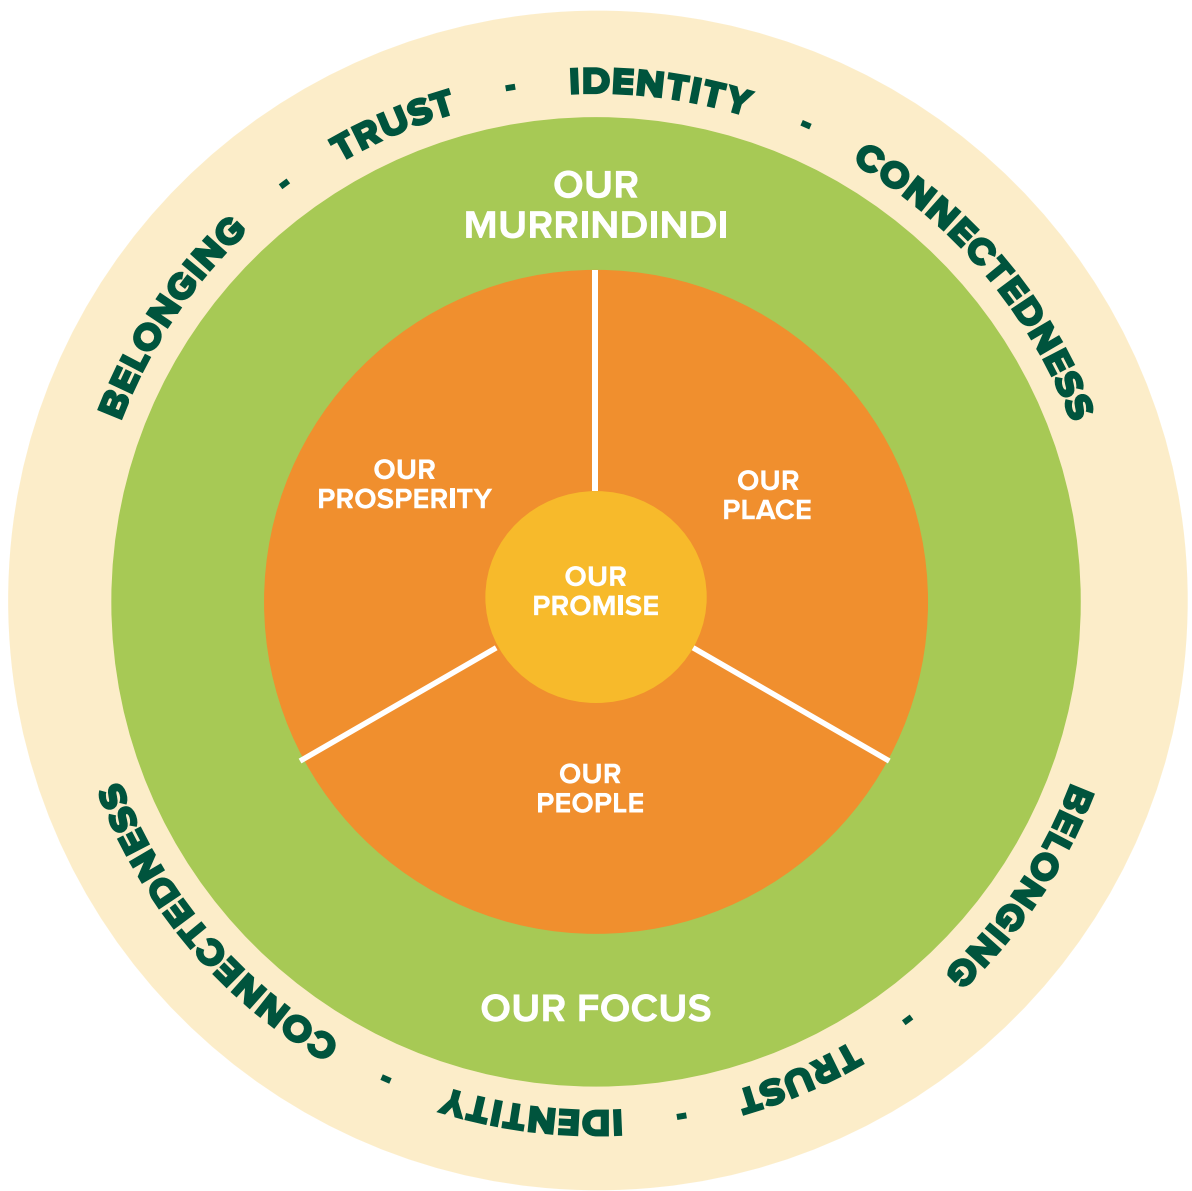 BELONGING - TRUST - IDENTITY - CONNECTEDNESS
OUR
MURRINDINDI
OUR
PROSPERITY
OUR
PLACE
OUR
PROMISE
OUR
PEOPLE
OUR FOCUS
BELONGING - TRUST - IDENTITY - CONNECTEDNESS